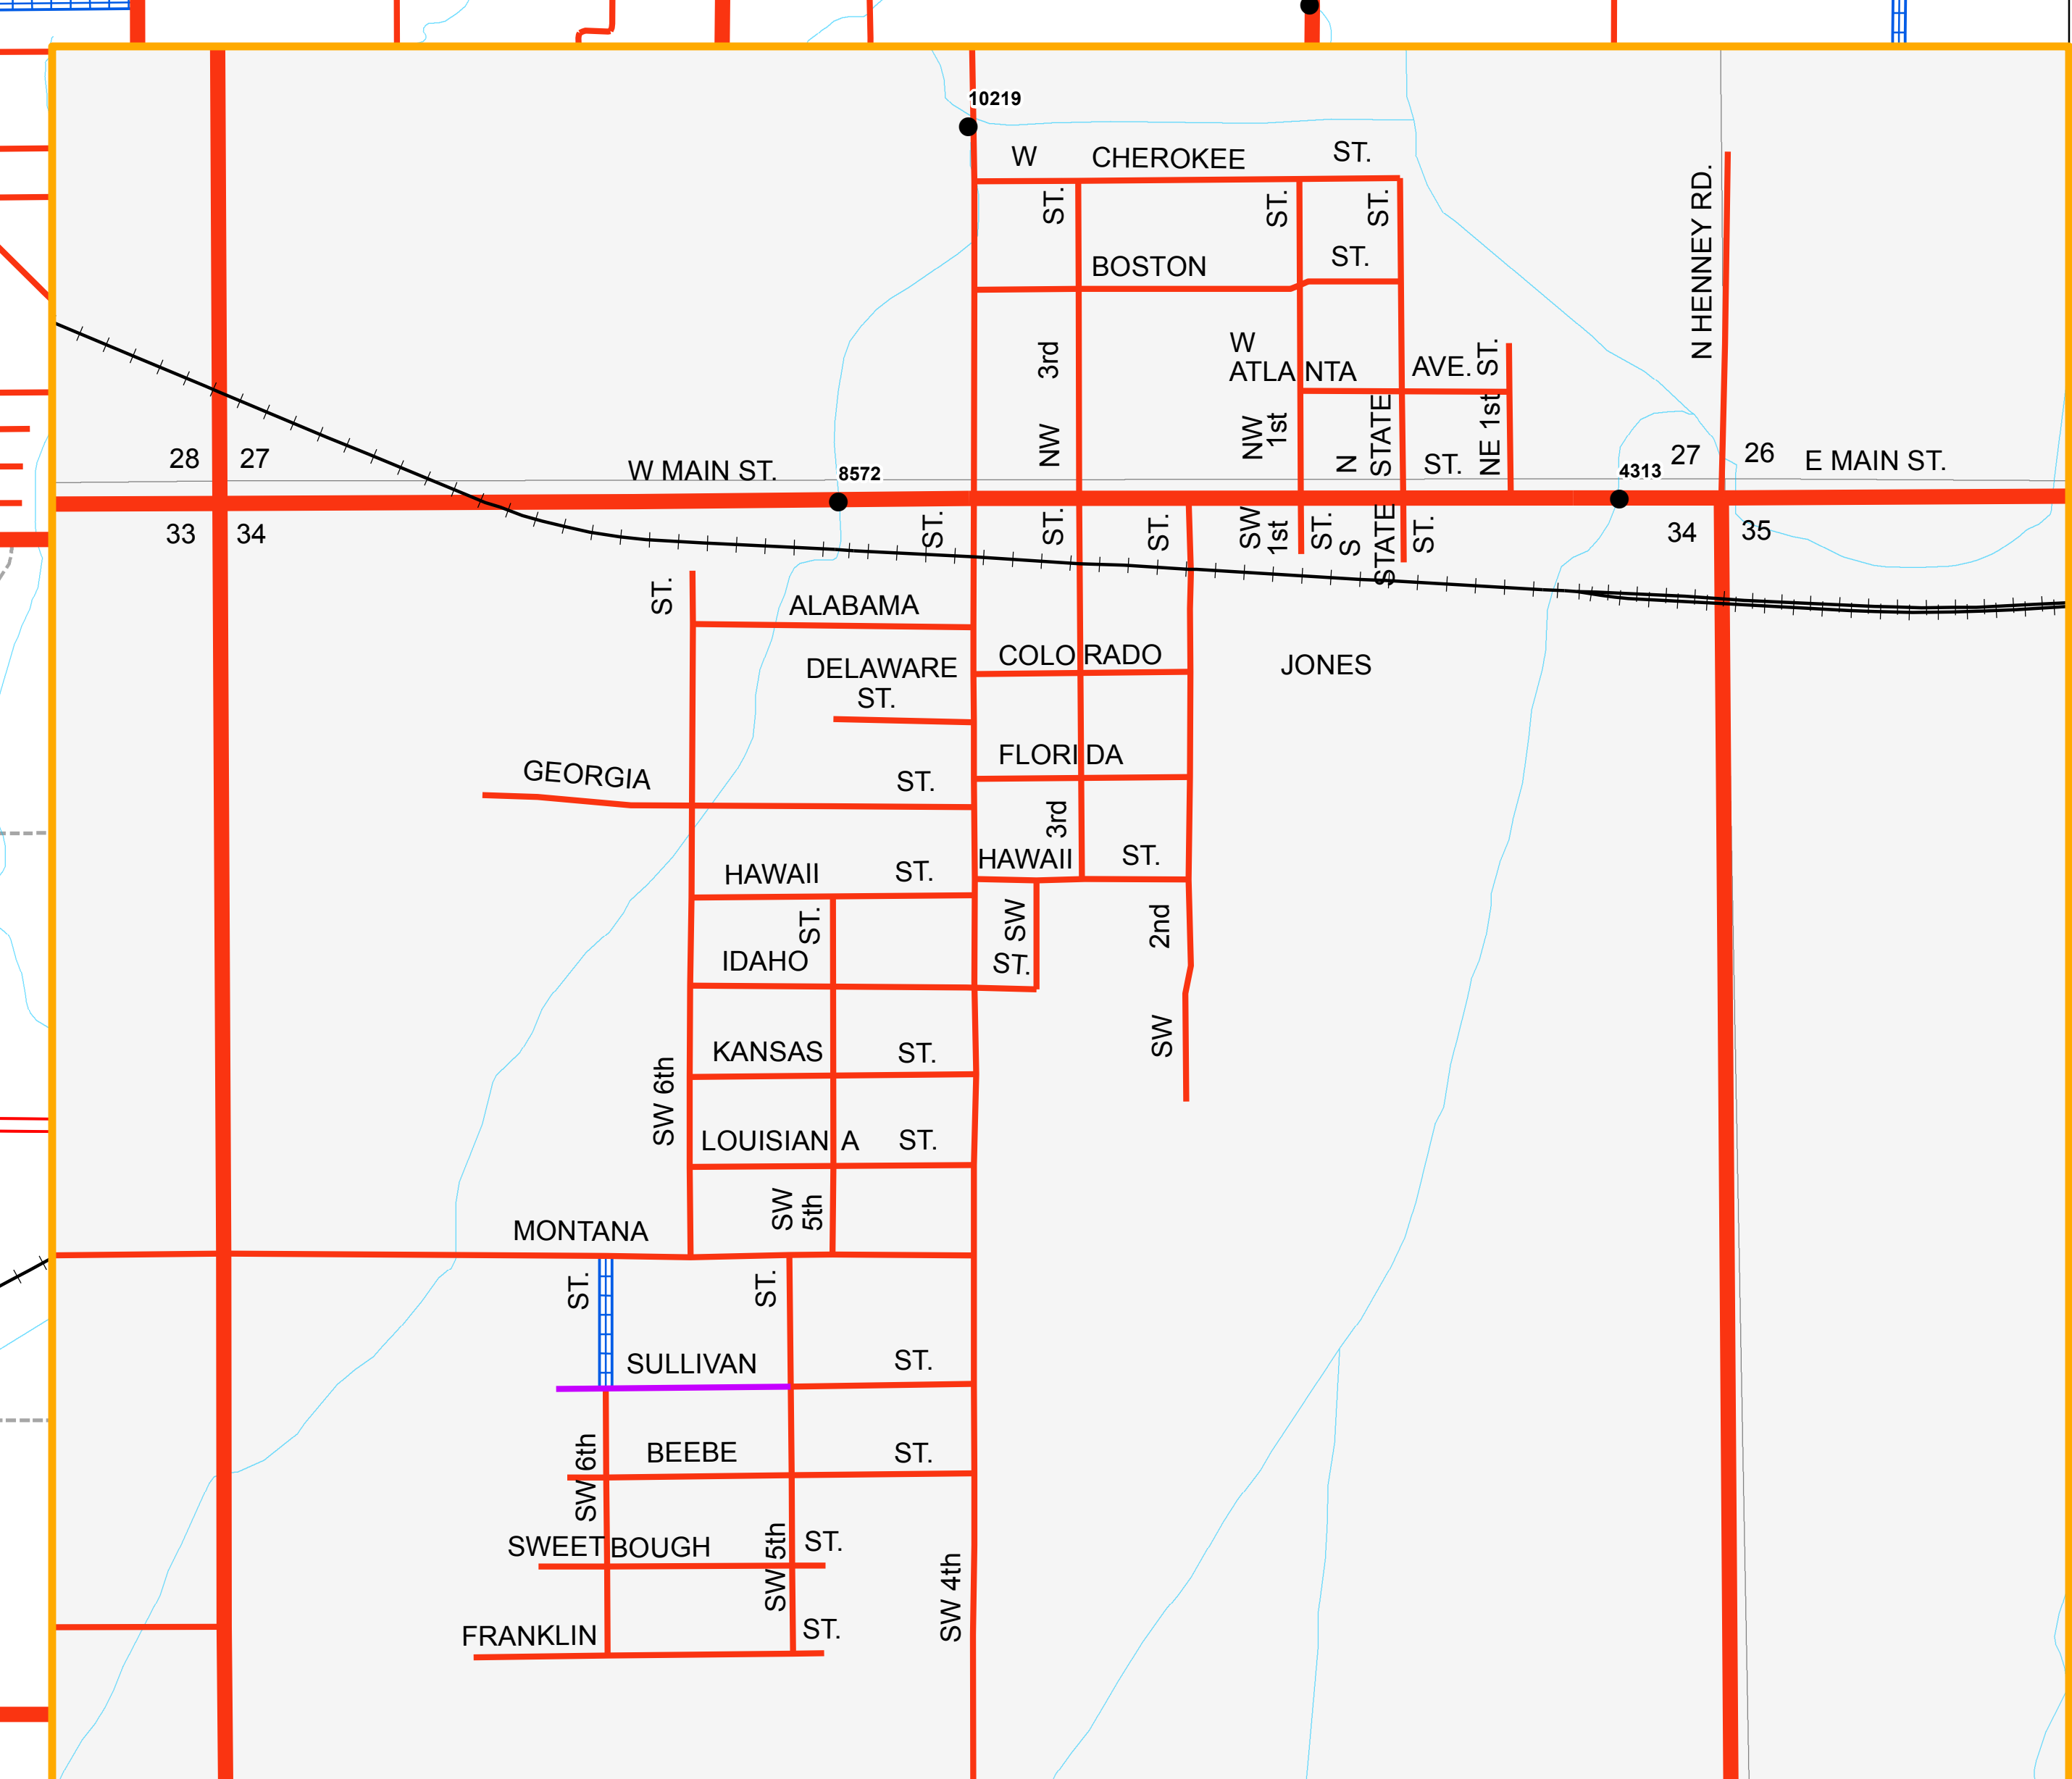 10219
W CHEROKEE ST.
ST.
ST.
ST.
BOSTON ST.
N HENNEY RD.
W
ATLANTA AVE.
ST.
3rd
NW
NW
1st
N
STATE
NE 1st
28 27
W MAIN ST.
8572
ST.
4313
27 26
E MAIN ST.
33 34
ST.
ST.
ST.
SW
1st
ST.
S
STATE
ST.
34 35
ST.
ALABAMA
COLORADO
JONES
DELAWARE
ST.
FLORIDA
GEORGIA ST.
3rd
HAWAII ST.
HAWAII ST.
ST.
SW
2nd
IDAHO
ST.
SW
KANSAS ST.
SW 6th
LOUISIANA ST.
SW
5th
MONTANA
ST.
ST.
SULLIVAN ST.
BEEBE ST.
SW 6th
SWEET BOUGH ST.
SW 5th
SW 4th
FRANKLIN ST.